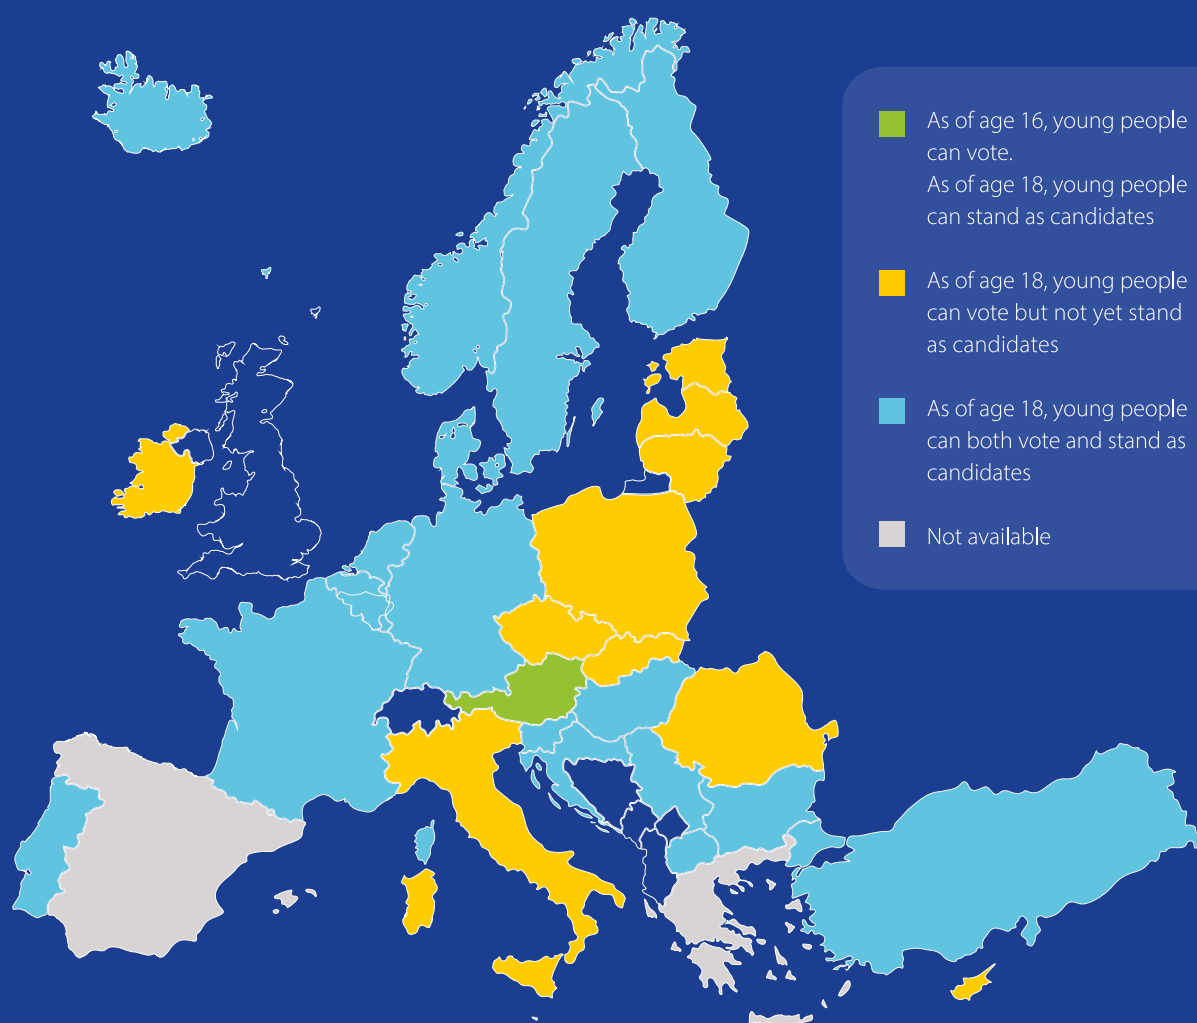 As of age 16, young people
can vote.
As of age 18, young people
can stand as candidates
As of age 18, young people
can vote but not yet stand
as candidates
As of age 18, young people
can both vote and stand as
candidates
Not available